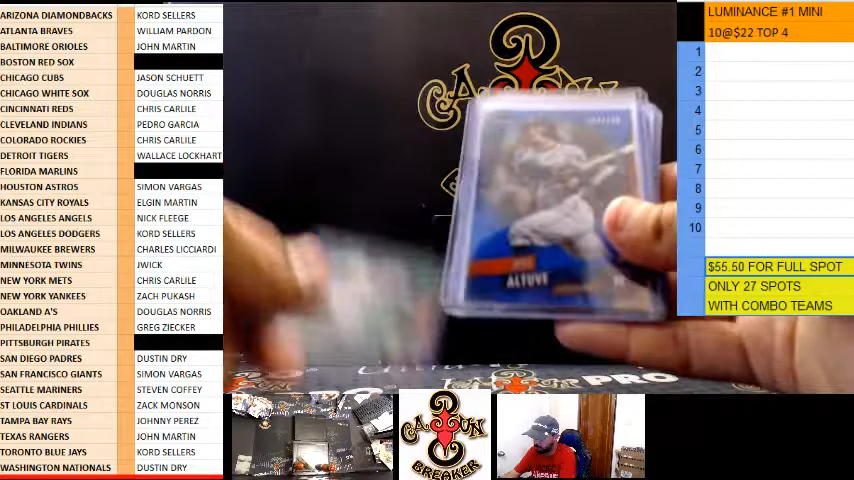 ARIZONA DIAMONDBACKS KORD SELLERS
ATLANTA BRAVES WILLIAM PARDON
BALTIMORE ORIOLES JOHN MARTIN
BOSTON RED SOX
CHICAGO CUBS JASON SCHUETT
CHICAGO WHITE SOX DOUGLAS NORRIS
CINCINNATI REDS CHRIS CARLILE
CLEVELAND INDIANS PEDRO GARCIA
COLORADO ROCKIES CHRIS CARLILE
DETROIT TIGERS WALLACE LOCKHART
FLORIDA MARLINS
HOUSTON ASTROS SIMON VARGAS
KANSAS CITY ROYALS ELGIN MARTIN
LOS ANGELES ANGELS NICK FLEEGE
LOS ANGELES DODGERS KORD SELLERS
MILWAUKEE BREWERS CHARLES LICCIARDI
MINNESOTA TWINS JWICK
NEW YORK METS CHRIS CARLILE
NEW YORK YANKEES ZACH PUKASH
OAKLAND A'S DOUGLAS NORRIS
PHILADELPHIA PHILLIES GREG ZIECKER
PITTSBURGH PIRATES
SAN DIEGO PADRES DUSTIN DRY
SAN FRANCISCO GIANTS SIMON VARGAS
SEATTLE MARINERS STEVEN COFFEY
ST LOUIS CARDINALS ZACK MONSON
TAMPA BAY RAYS JOHNNY PEREZ
TEXAS RANGERS JOHN MARTIN
TORONTO BLUE JAYS KORD SELLERS
WASHINGTON NATIONALS DUSTIN DRY
ALTUVE
PRO
CAJUN
BREAKER
LUMINANCE #1 MINI
10@$22 TOP 4
1
2
3
4
5
6
7
8
9
10
$55.50 FOR FULL SPOT
ONLY 27 SPOTS
WITH COMBO TEAMS